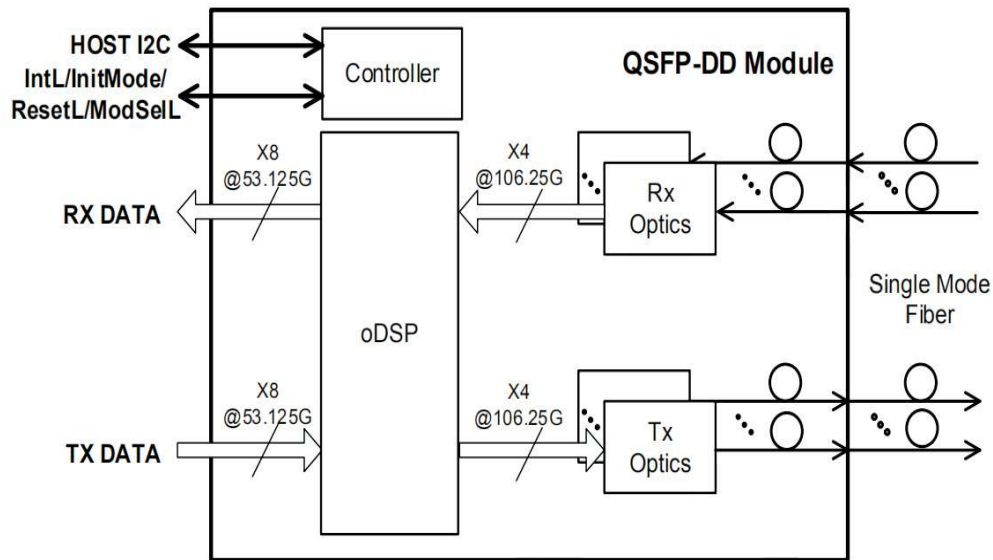 HOST I2C
IntL/InitMode/
ResetL/ModSelL
Controller
QSFP-DD Module
X8
@53.125G
X4
@106.25G
RX DATA
Rx
Optics
oDSP
Single Mode
Fiber
X8
@53.125G
X4
@106.25G
TX DATA
Tx
Optics